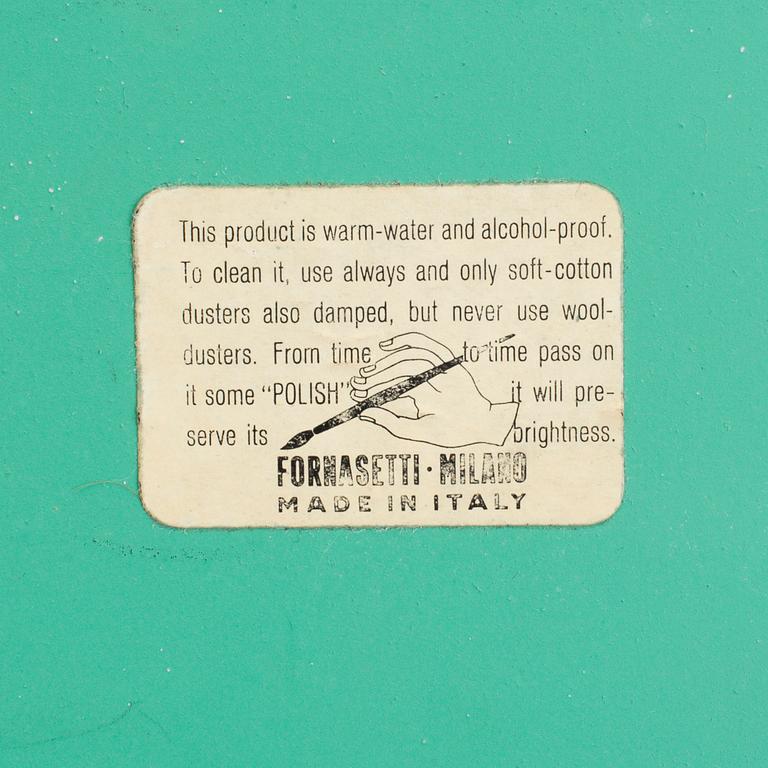 This product is warm-water and alcohol-proof.
To clean it, use always and only soft-cotton
dusters also damped, but never use wool-
dusters. From time to time pass on
it some “POLISH” it will pre-
serve its brightness.
FORNASETTI · MILANO
MADE IN ITALY